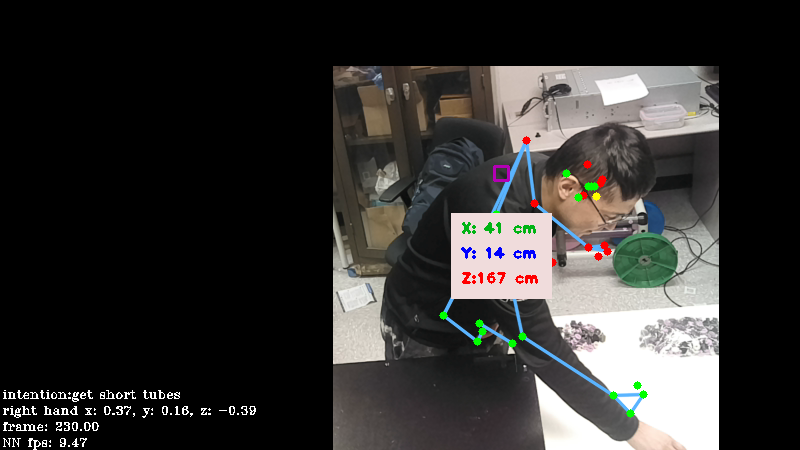 X: 41 cm
Y: 14 cm
Z:167 cm
intention:get short tubes
right hand x: 0.37, y: 0.16, z: −0.39
frame: 230.00
NN fps: 9.47